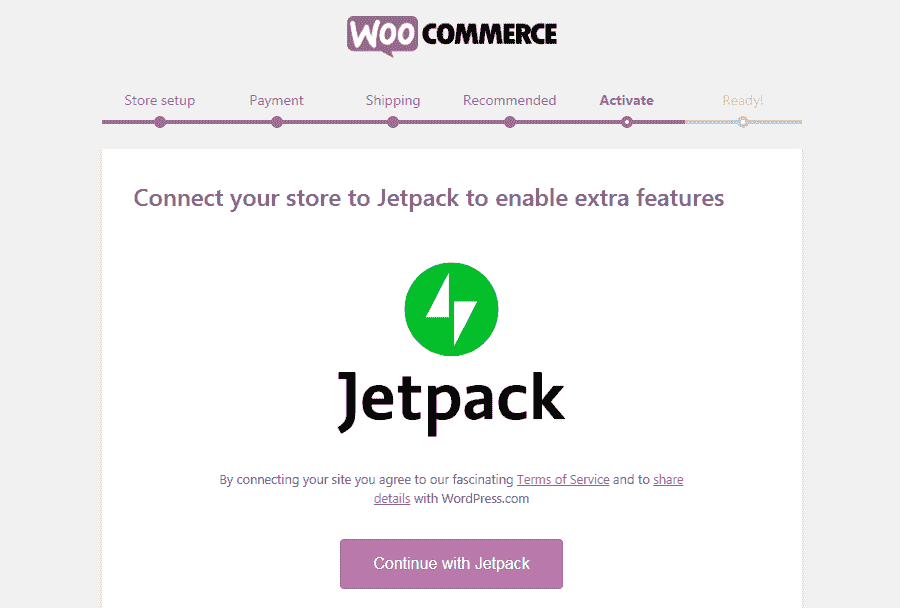 WOO COMMERCE
Store setup Payment Shipping Recommended Activate Ready!
Connect your store to Jetpack to enable extra features
Jetpack
By connecting your site you agree to our fascinating Terms of Service and to share
details with WordPress.com
Continue with Jetpack